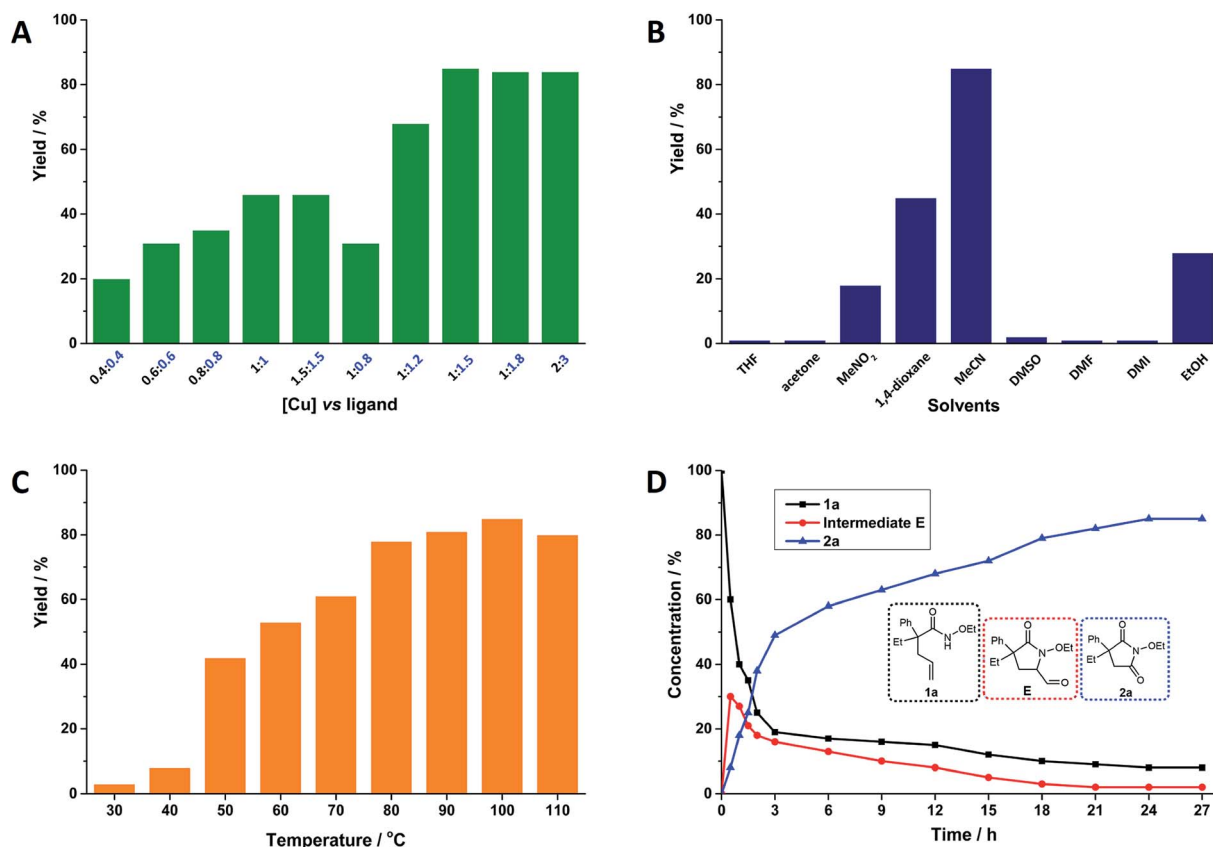 A
Yield / %
100
80
60
40
20
0
0.4:0.4
0.6:0.6
0.8:0.8
1:1
1.5:1.5
1:0.8
1:1.2
1:1.5
1:1.8
2:3
[Cu] vs ligand
B
Yield / %
100
80
60
40
20
0
THF
acetone
MeNO2
1,4-dioxane
MeCN
DMSO
DMF
DMI
EtOH
Solvents
C
Yield / %
100
80
60
40
20
0
30 40 50 60 70 80 90 100 110
Temperature / °C
D
Concentration / %
100
80
60
40
20
0
1a
Intermediate E
2a
Ph O
Et N OEt
H
1a
O
Ph
N OEt
Et
O
E
Ph O
N OEt
Et
O
2a
0 3 6 9 12 15 18 21 24 27
Time / h